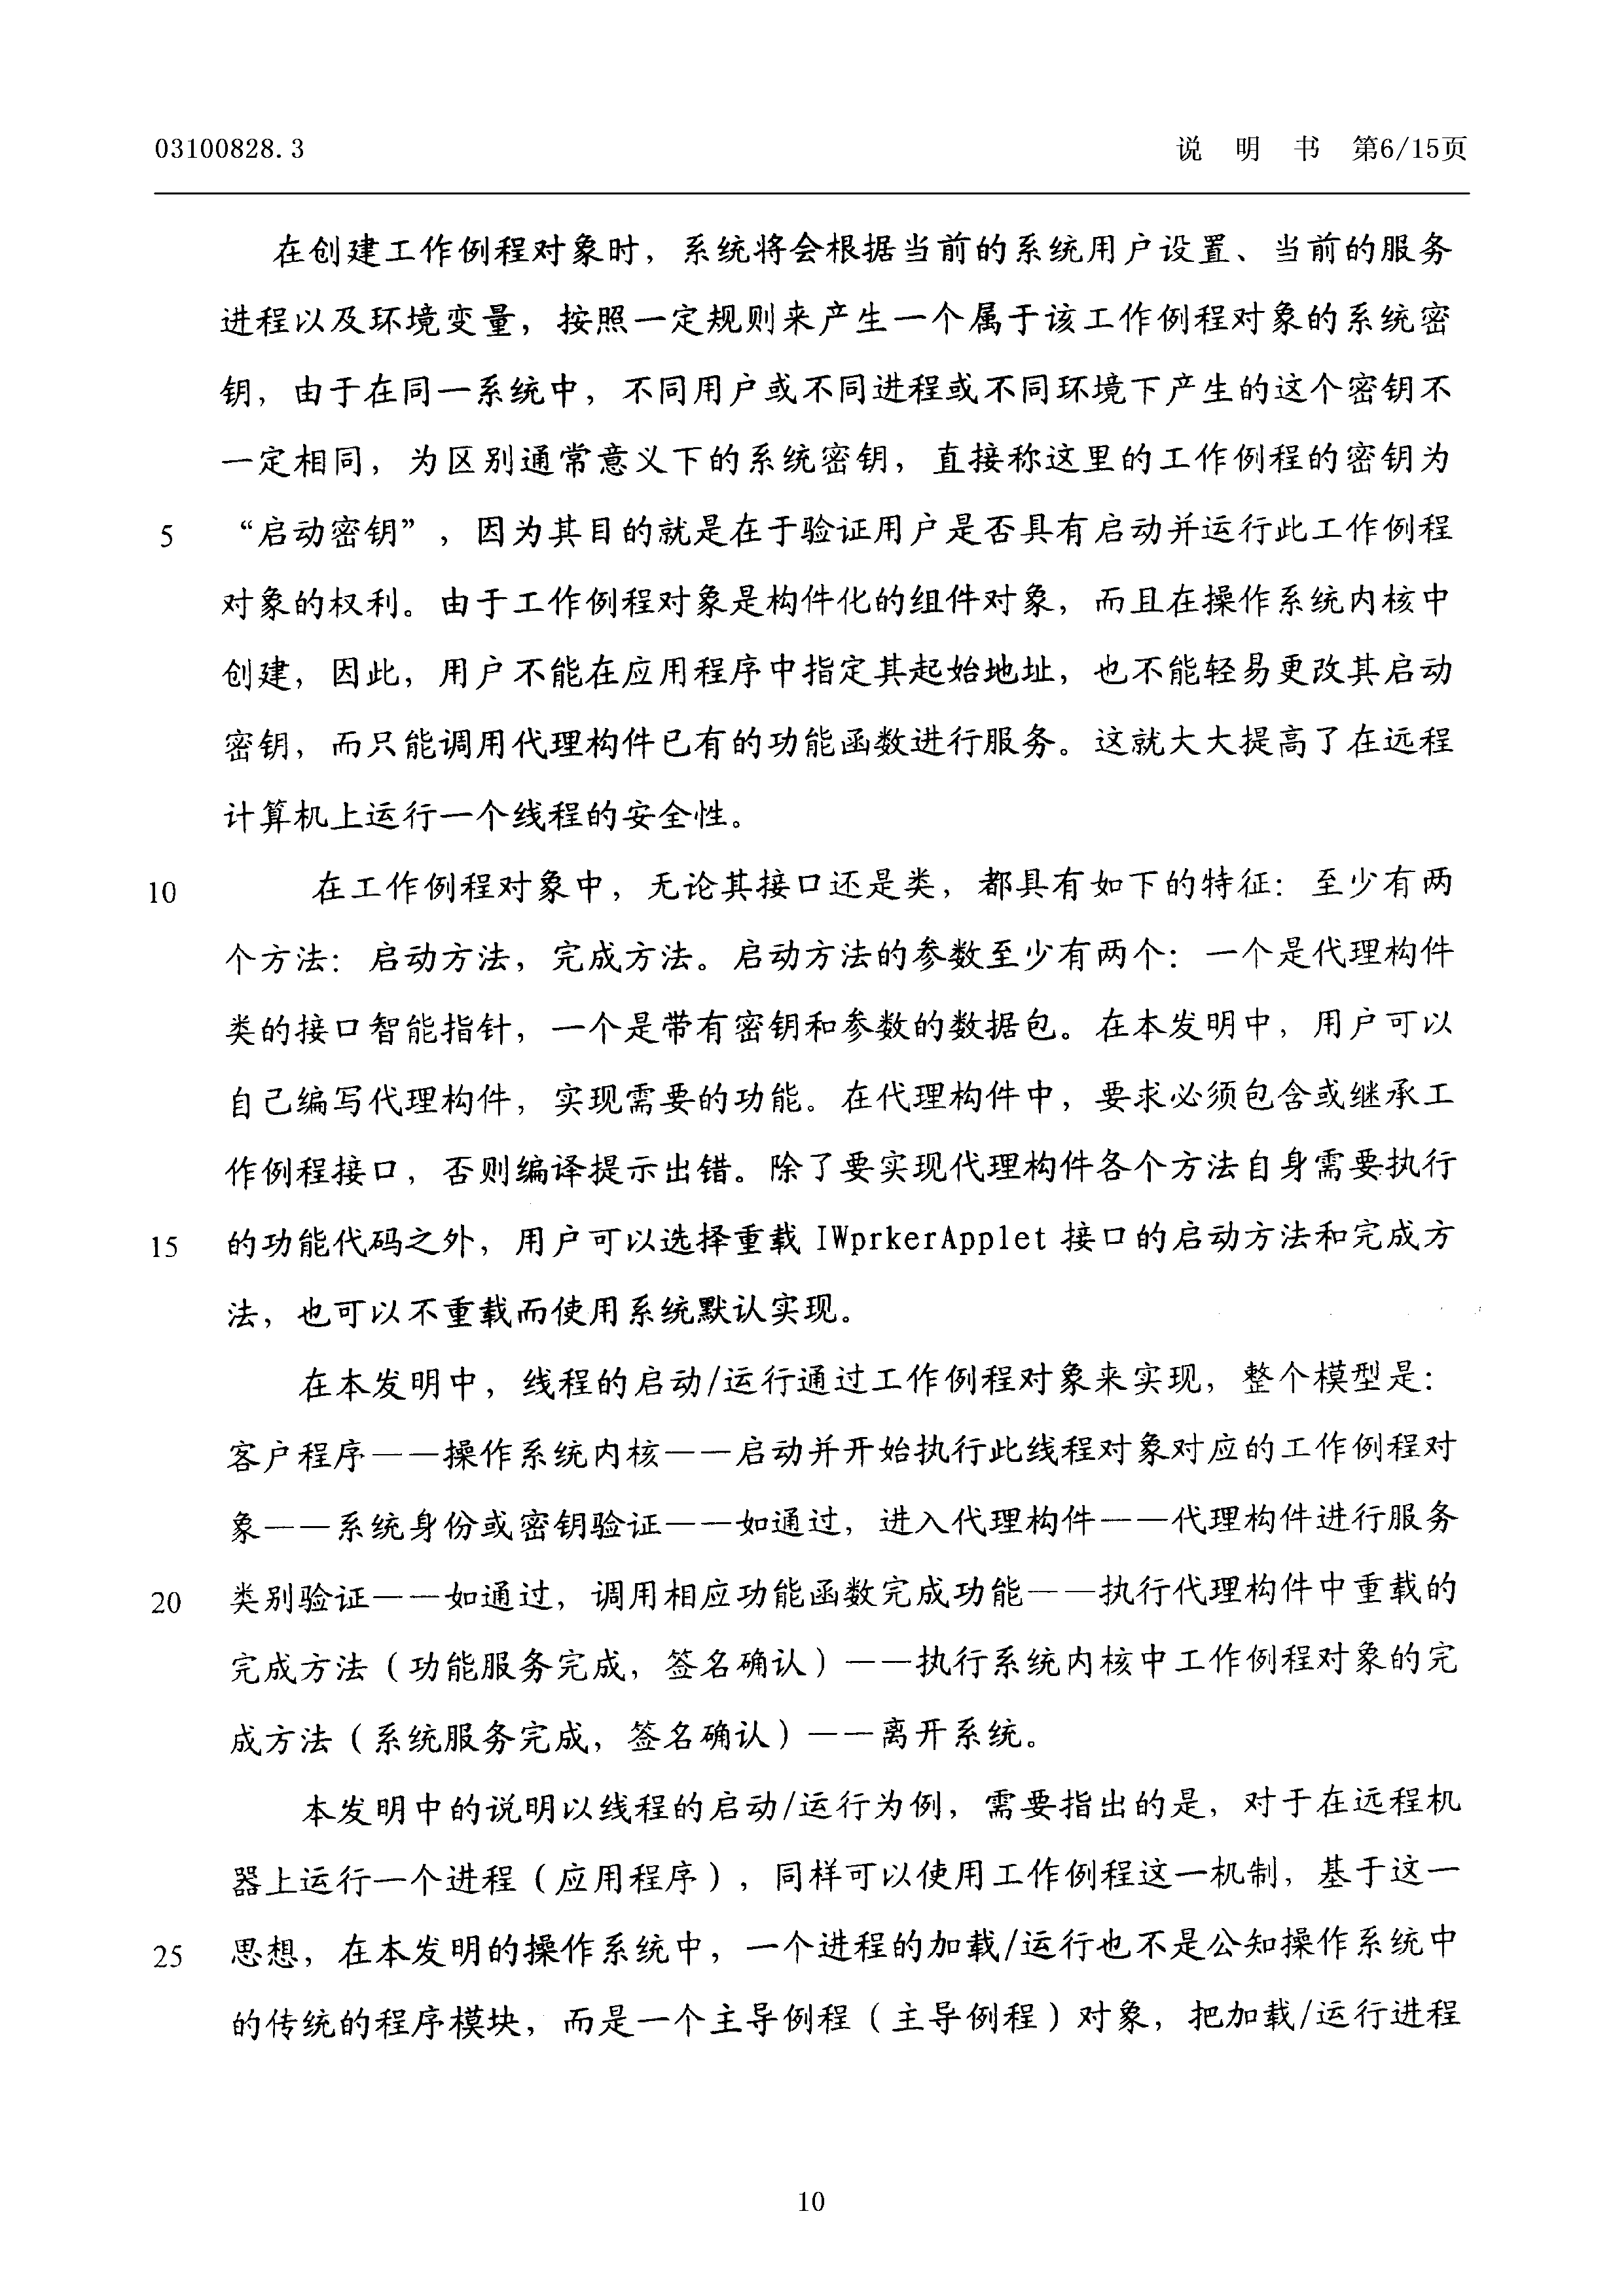 03100828.3 说 明 书 第6/15页
在创建工作例程对象时，系统将会根据当前的系统用户设置、当前的服务
进程以及环境变量，按照一定规则来产生一个属于该工作例程对象的系统密
钥，由于在同一系统中，不同用户或不同进程或不同环境下产生的这个密钥不
一定相同，为区别通常意义下的系统密钥，直接称这里的工作例程的密钥为
5 “启动密钥”，因为其目的就是在于验证用户是否具有启动并运行此工作例程
对象的权利。由于工作例程对象是构件化的组件对象，而且在操作系统内核中
创建，因此，用户不能在应用程序中指定其起始地址，也不能轻易更改其启动
密钥，而只能调用代理构件已有的功能函数进行服务。这就大大提高了在远程
计算机上运行一个线程的安全性。
10 在工作例程对象中，无论其接口还是类，都具有如下的特征：至少有两
个方法：启动方法，完成方法。启动方法的参数至少有两个：一个是代理构件
类的接口智能指针，一个是带有密钥和参数的数据包。在本发明中，用户可以
自己编写代理构件，实现需要的功能。在代理构件中，要求必须包含或继承工
作例程接口，否则编译提示出错。除了要实现代理构件各个方法自身需要执行
15 的功能代码之外，用户可以选择重载 IWprkerApplet 接口的启动方法和完成方
法，也可以不重载而使用系统默认实现。
在本发明中，线程的启动/运行通过工作例程对象来实现，整个模型是：
客户程序——操作系统内核——启动并开始执行此线程对象对应的工作例程对
象——系统身份或密钥验证——如通过，进入代理构件——代理构件进行服务
20 类别验证——如通过，调用相应功能函数完成功能——执行代理构件中重载的
完成方法（功能服务完成，签名确认）——执行系统内核中工作例程对象的完
成方法（系统服务完成，签名确认）——离开系统。
本发明中的说明以线程的启动/运行为例，需要指出的是，对于在远程机
器上运行一个进程（应用程序），同样可以使用工作例程这一机制，基于这一
25 思想，在本发明的操作系统中，一个进程的加载/运行也不是公知操作系统中
的传统的程序模块，而是一个主导例程（主导例程）对象，把加载/运行进程
10